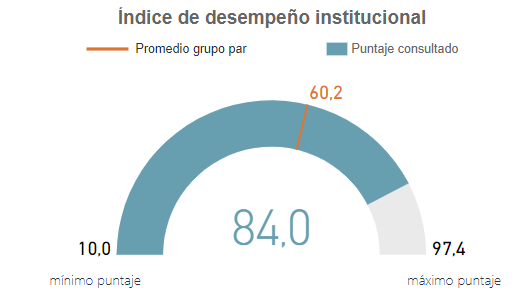 Índice de desempeño institucional
Promedio grupo par
Puntaje consultado
60,2
84,0
10,0
97,4
mínimo puntaje
máximo puntaje